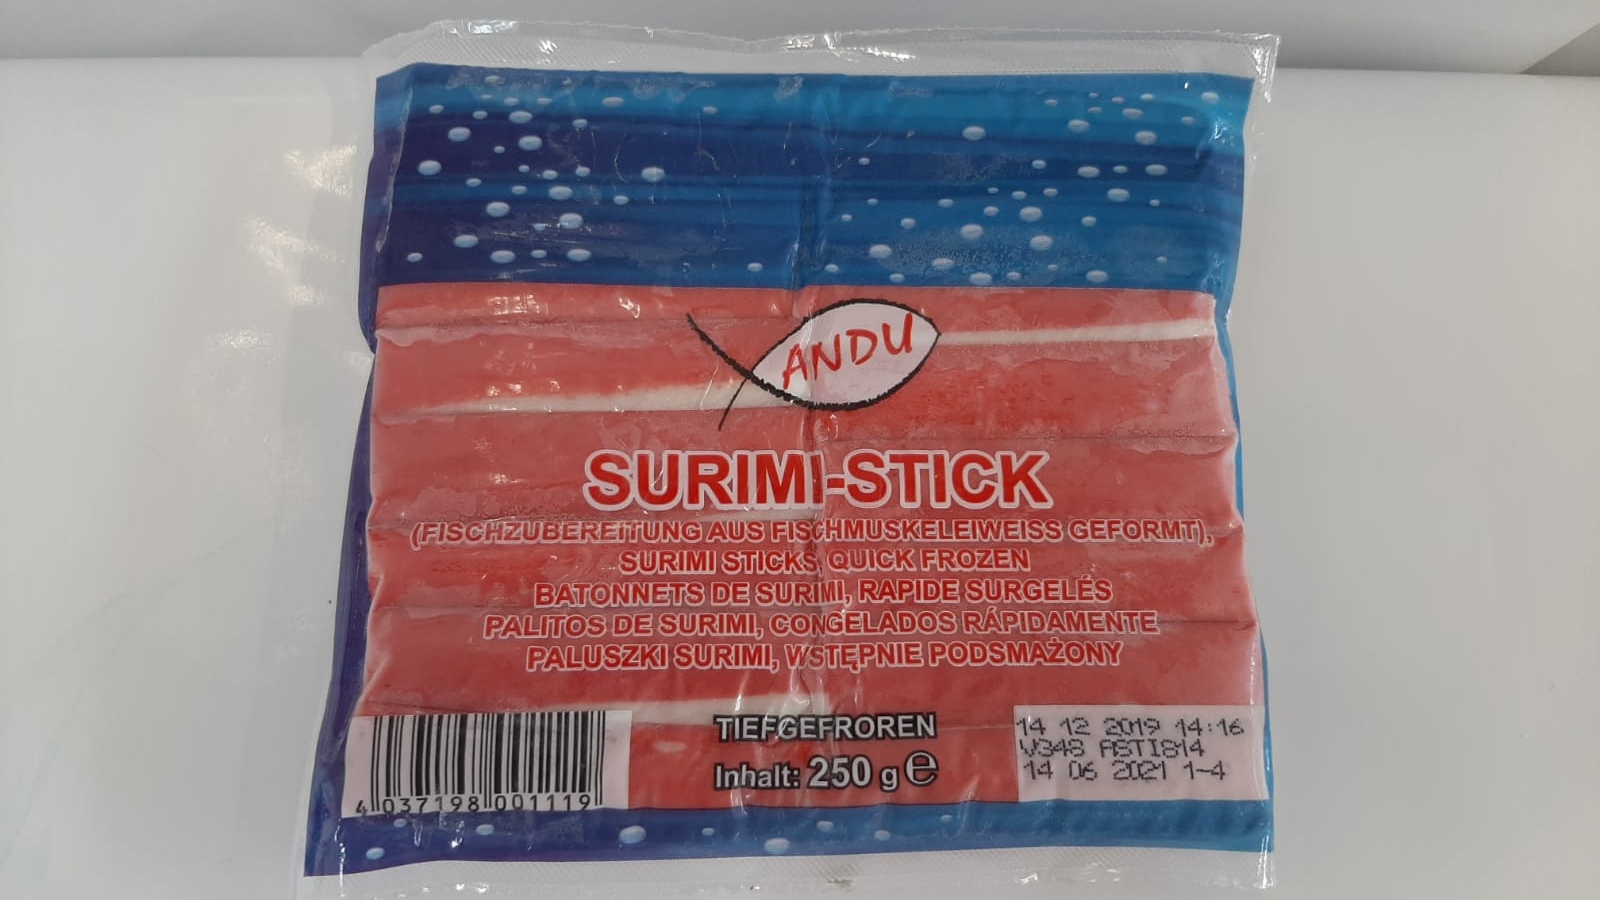 ANDU
SURIMI-STICK
(FISCHZUBEREITUNG AUS FISCHMUSKELEIWEISS GEFORMT),
SURIMI STICKS, QUICK FROZEN
BATONNETS DE SURIMI, RAPIDE SURGELÉS
PALITOS DE SURIMI, CONGELADOS RÁPIDAMENTE
PALUSZKI SURIMI, WSTĘPNIE PODSMAŻONY
TIEFGEFROREN
Inhalt: 250 g e
4 037198 001119
14 12 2019 14:16
V348 ASTI814
14 06 2021 1-4